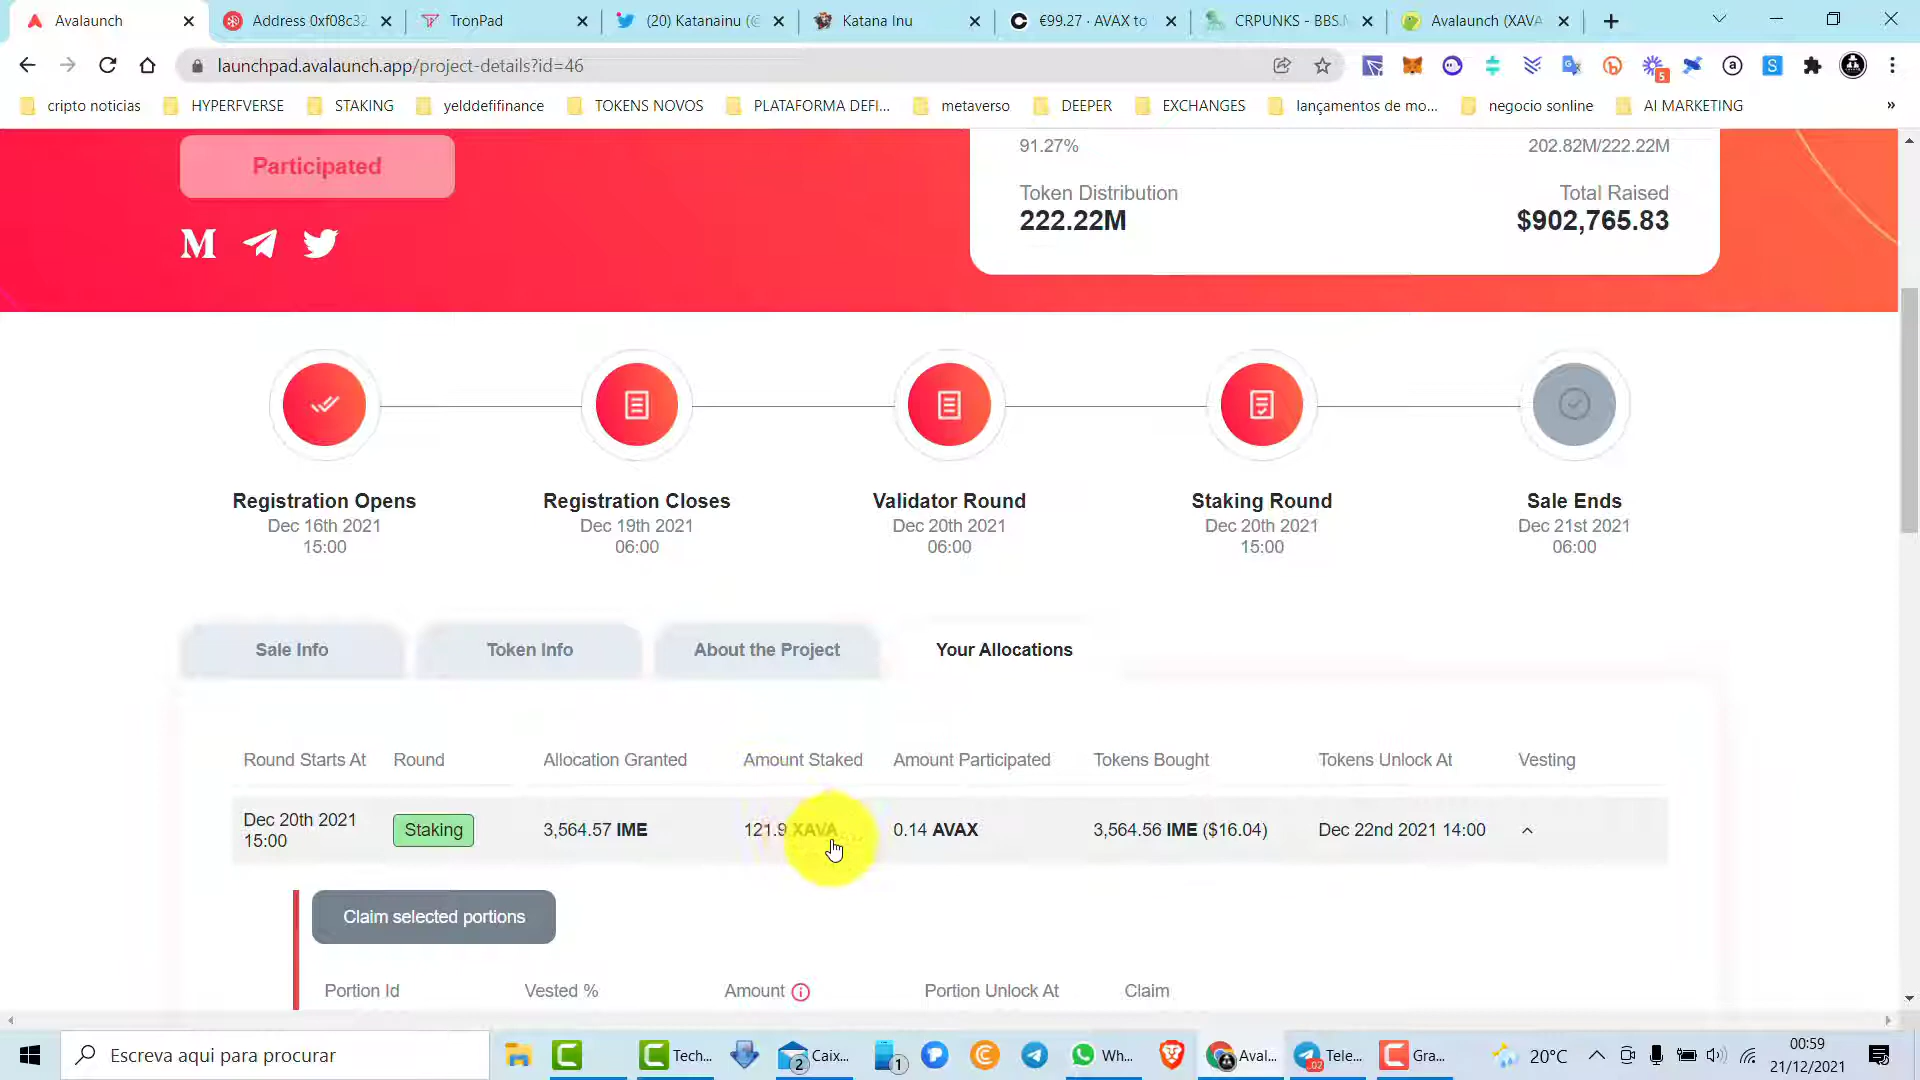 Avalaunch
Address 0xf08c32
TronPad
(20) Katanainu (@
Katana Inu
€99.27 · AVAX to
CRPUNKS - BBS.
Avalaunch (XAVA
launchpad.avalaunch.app/project-details?id=46
5
cripto noticias
HYPERFVERSE
STAKING
yelddefifinance
TOKENS NOVOS
PLATAFORMA DEFI...
metaverso
DEEPER
EXCHANGES
lançamentos de mo...
negocio sonline
AI MARKETING
»
Participated
91.27%
202.82M/222.22M
Token Distribution
Total Raised
222.22M
$902,765.83
Registration Opens
Dec 16th 2021
15:00
Registration Closes
Dec 19th 2021
06:00
Validator Round
Dec 20th 2021
06:00
Staking Round
Dec 20th 2021
15:00
Sale Ends
Dec 21st 2021
06:00
Sale Info
Token Info
About the Project
Your Allocations
Round Starts At
Round
Allocation Granted
Amount Staked
Amount Participated
Tokens Bought
Tokens Unlock At
Vesting
Dec 20th 2021
15:00
Staking
3,564.57 IME
121.9 XAVA
0.14 AVAX
3,564.56 IME ($16.04)
Dec 22nd 2021 14:00
Claim selected portions
Portion Id
Vested %
Amount
Portion Unlock At
Claim
Escreva aqui para procurar
Tech...
2
Caix...
1
Wh...
Aval...
02
Tele...
Gra...
20°C
00:59
21/12/2021